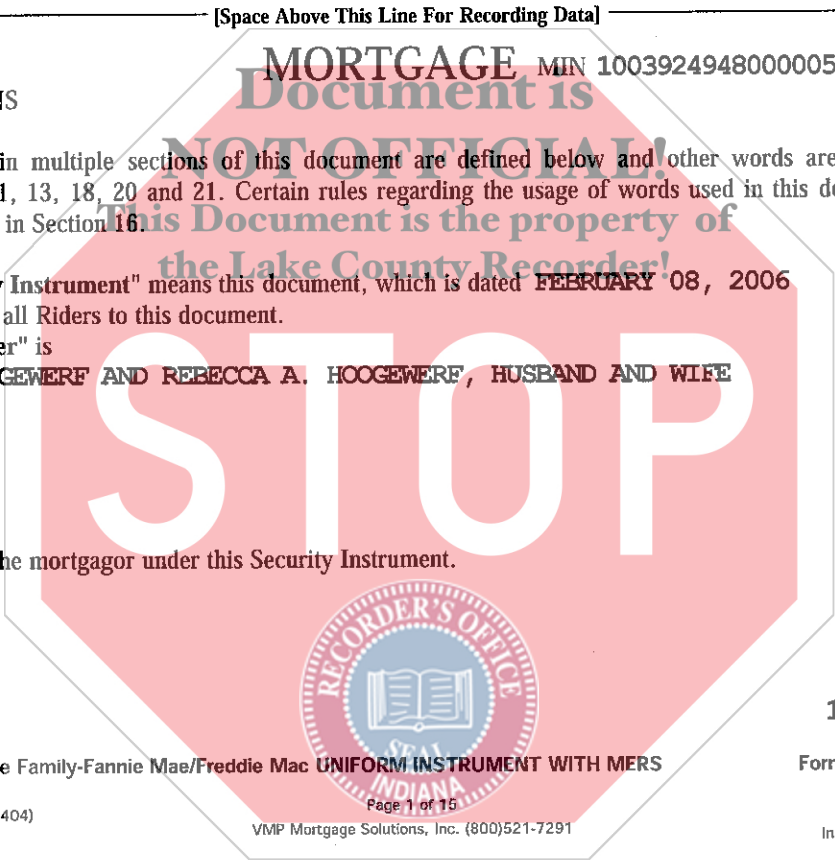 [Space Above This Line For Recording Data]
MORTGAGE MIN 1003924948000005
Document is
NS
NOT OFFICIAL!
in multiple sections of this document are defined below and other words are
1, 13, 18, 20 and 21. Certain rules regarding the usage of words used in this do
This Document is the property of
in Section 16.
the Lake County Recorder!
y Instrument" means this document, which is dated FEBRUARY 08, 2006
all Riders to this document.
er" is
GEWERF AND REBECCA A. HOOGEWERF, HUSBAND AND WIFE
STOP
he mortgagor under this Security Instrument.
RECORDER'S OFFICE
SEAL
INDIANA
1
e Family-Fannie Mae/Freddie Mac UNIFORM INSTRUMENT WITH MERS Form
Page 1 of 15
404)
VMP Mortgage Solutions, Inc. (800)521-7291
In